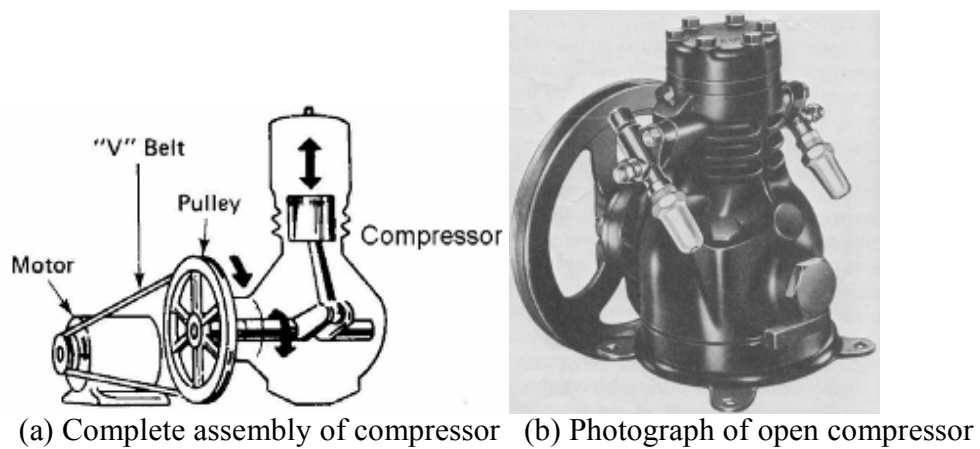 "V" Belt
Pulley
Compressor
Motor
(a) Complete assembly of compressor (b) Photograph of open compressor